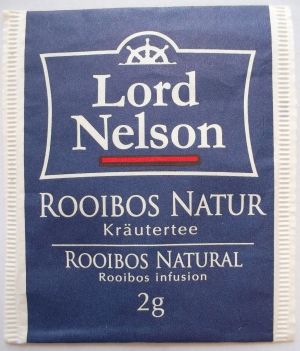 Lord
Nelson
ROOIBOS NATUR
Kräutertee
ROOIBOS NATURAL
Rooibos infusion
2g